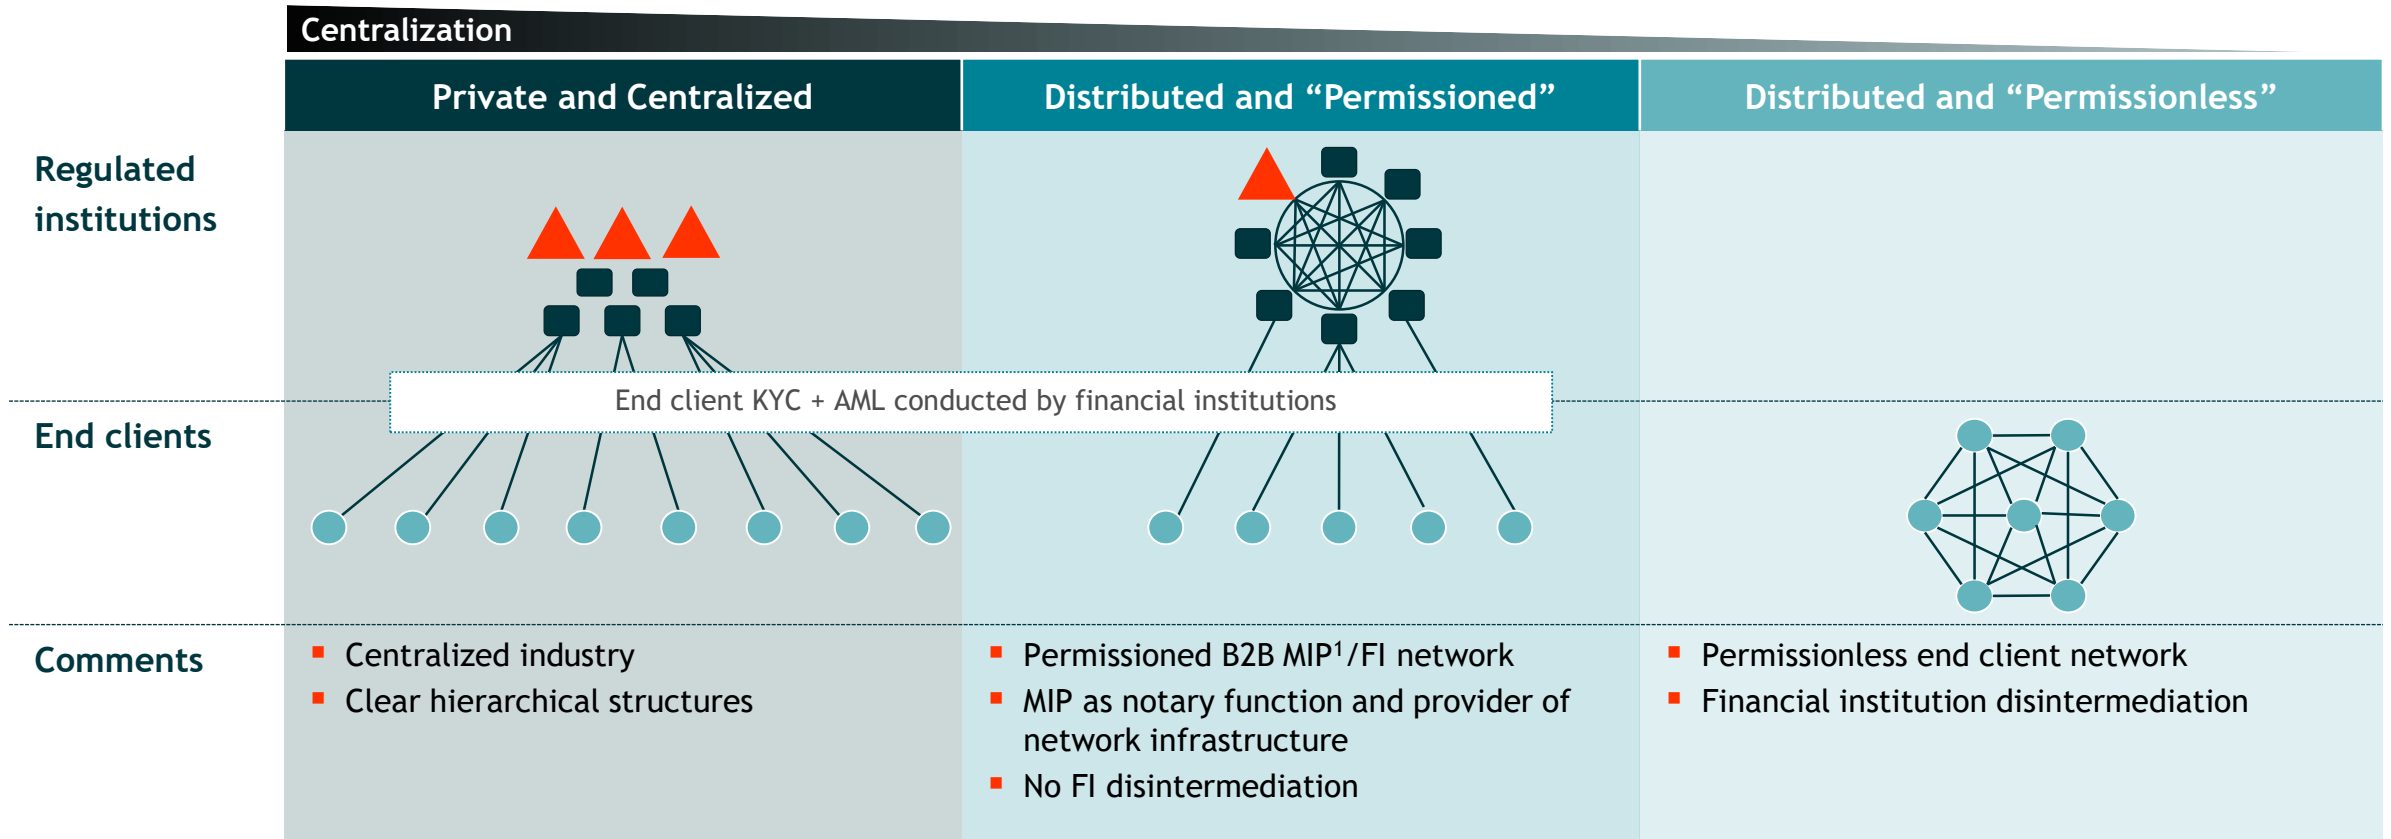 Centralization
Private and Centralized
Distributed and “Permissioned”
Distributed and “Permissionless”
Regulated
institutions
End client KYC + AML conducted by financial institutions
End clients
Comments
▪ Centralized industry
▪ Clear hierarchical structures
▪ Permissioned B2B MIP¹/FI network
▪ MIP as notary function and provider of
network infrastructure
▪ No FI disintermediation
▪ Permissionless end client network
▪ Financial institution disintermediation